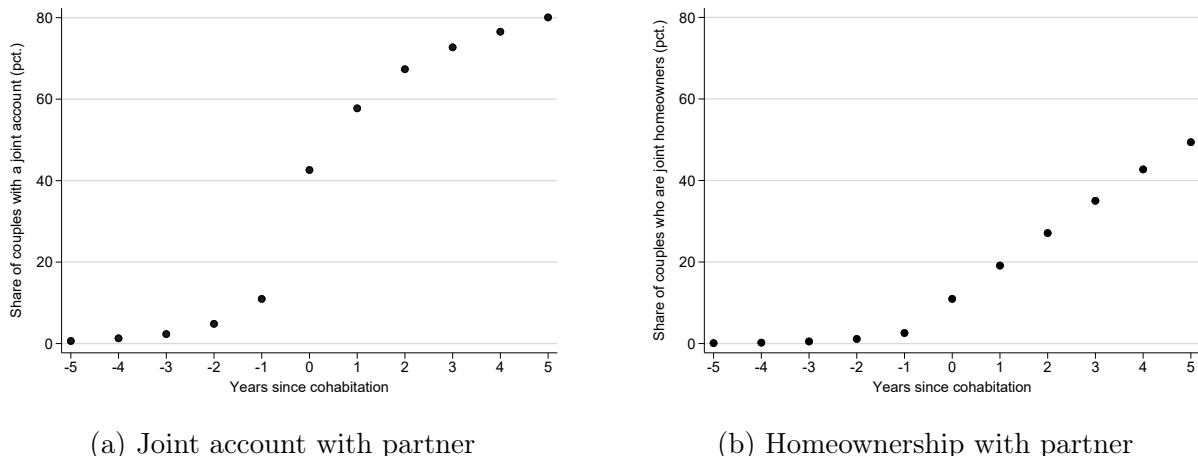 Share of couples with a joint account (pct.)
80
60
40
20
0
-5 -4 -3 -2 -1 0 1 2 3 4 5
Years since cohabitation
(a) Joint account with partner
Share of couples who are joint homeowners (pct.)
80
60
40
20
0
-5 -4 -3 -2 -1 0 1 2 3 4 5
Years since cohabitation
(b) Homeownership with partner